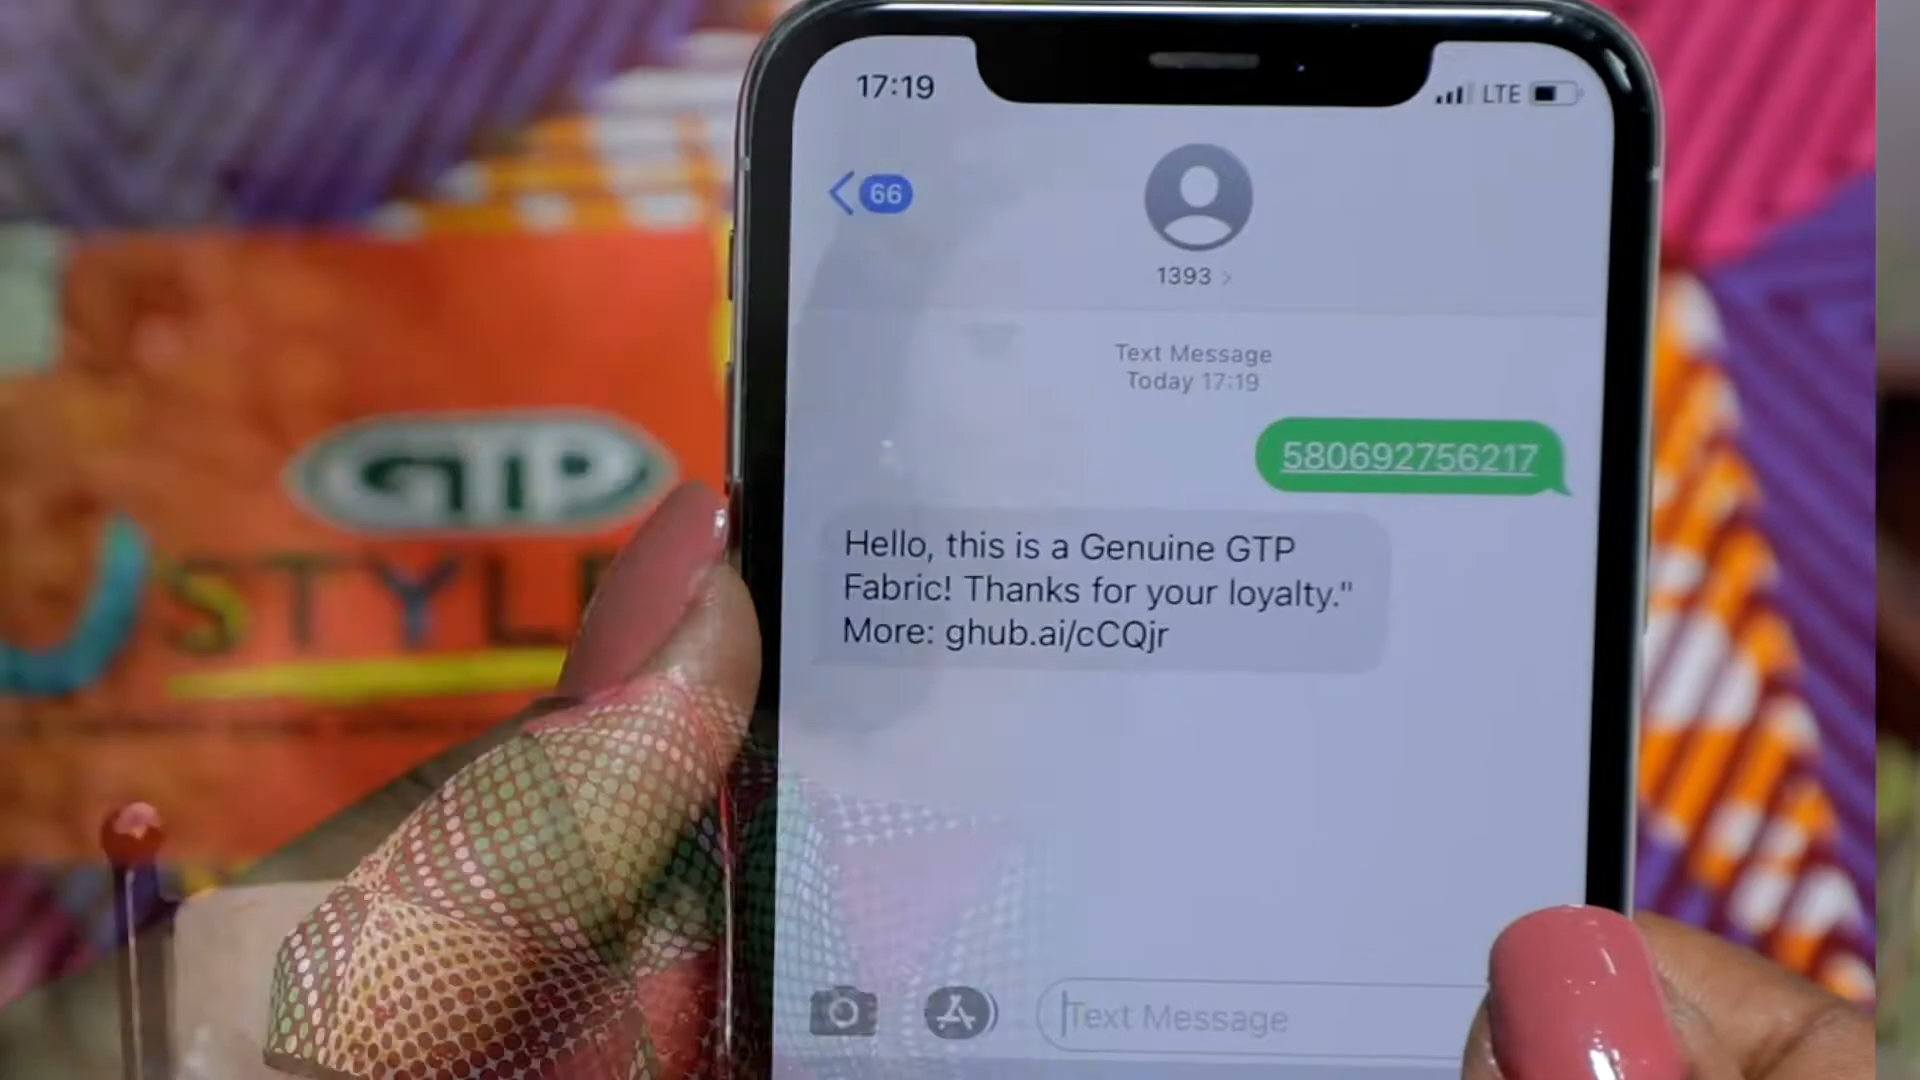 17:19
LTE
66
1393
Text Message
Today 17:19
580692756217
Hello, this is a Genuine GTP
Fabric! Thanks for your loyalty."
More: ghub.ai/cCQjr
Text Message
GTP
STYLE